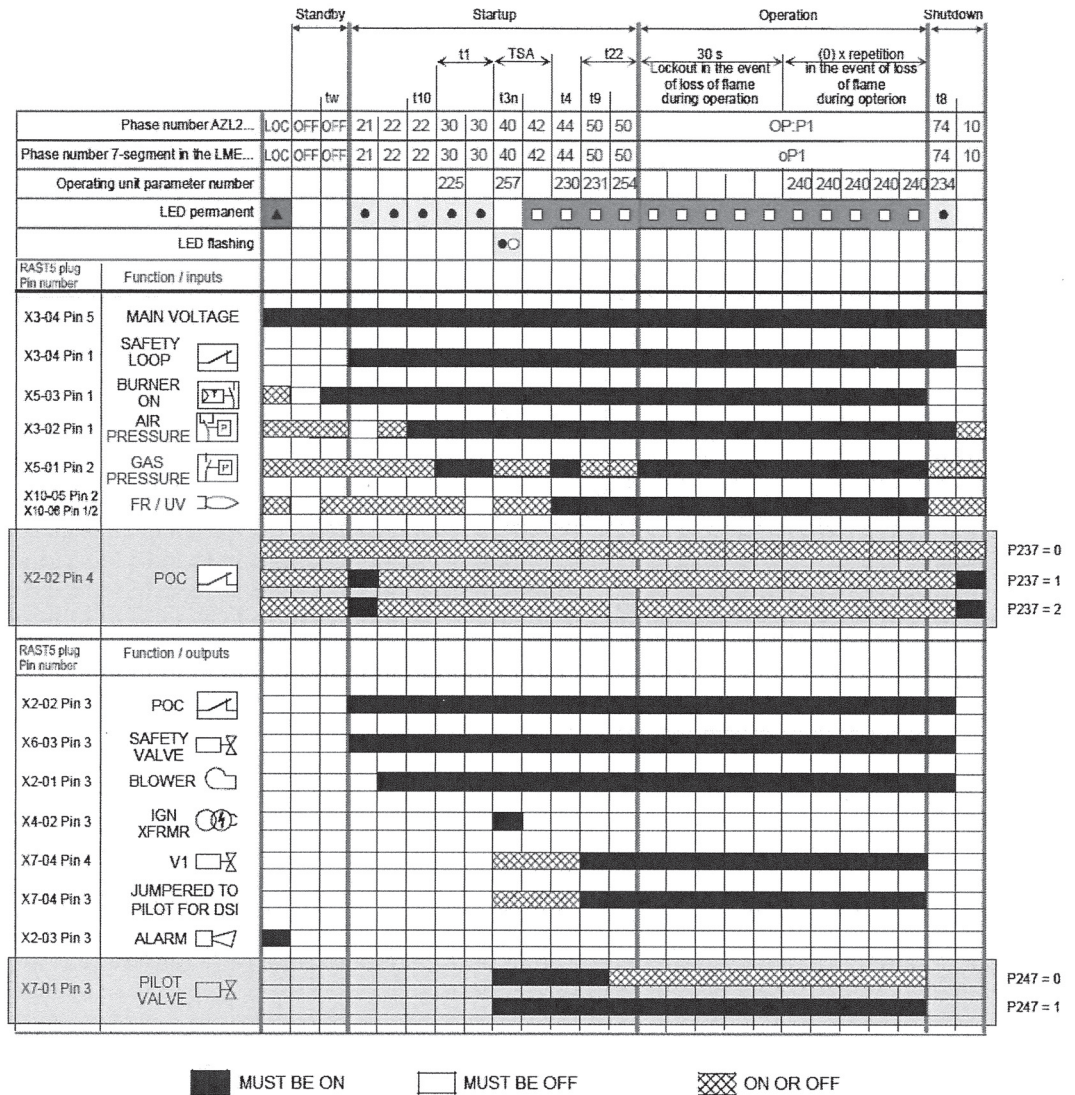 Standby Startup Operation Shutdown
t1 TSA t22 30 s (0) x repetition
Lockout in the event in the event of loss
of loss of flame of flame
tw t10 t3n t4 t9 during operation during opterion t8
Phase number AZL2... LOC OFF OFF 21 22 22 30 30 40 42 44 50 50 OP:P1 74 10
Phase number 7-segment in the LME... LOC OFF OFF 21 22 22 30 30 40 42 44 50 50 oP1 74 10
Operating unit parameter number 225 257 230 231 254 240 240 240 240 240 234
LED permanent
LED flashing
RAST5 plug
Pin number Function / inputs
X3-04 Pin 5 MAIN VOLTAGE
X3-04 Pin 1 SAFETY
LOOP
X5-03 Pin 1 BURNER
ON
X3-02 Pin 1 AIR
PRESSURE P
X5-01 Pin 2 GAS
PRESSURE P
X10-05 Pin 2
X10-06 Pin 1/2 FR / UV
P237 = 0
X2-02 Pin 4 POC P237 = 1
P237 = 2
RAST5 plug
Pin number Function / outputs
X2-02 Pin 3 POC
X6-03 Pin 3 SAFETY
VALVE
X2-01 Pin 3 BLOWER
X4-02 Pin 3 IGN
XFRMR
X7-04 Pin 4 V1
X7-04 Pin 3 JUMPERED TO
PILOT FOR DSI
X2-03 Pin 3 ALARM
X7-01 Pin 3 PILOT
VALVE P247 = 0
P247 = 1
MUST BE ON MUST BE OFF ON OR OFF